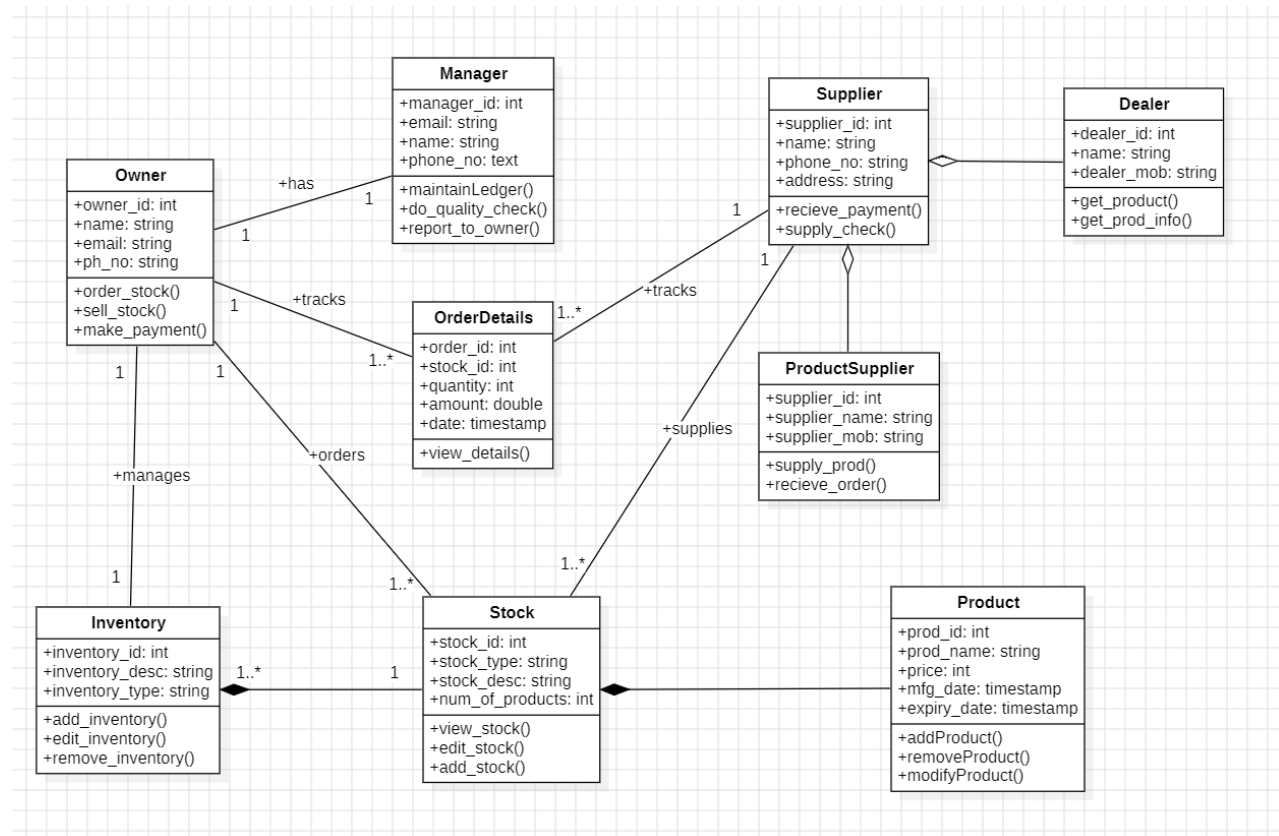 Manager
+manager_id: int
+email: string
+name: string
+phone_no: text
+maintainLedger()
+do_quality_check()
+report_to_owner()
Supplier
+supplier_id: int
+name: string
+phone_no: string
+address: string
+recieve_payment()
+supply_check()
Dealer
+dealer_id: int
+name: string
+dealer_mob: string
+get_product()
+get_prod_info()
Owner
+owner_id: int
+name: string
+email: string
+ph_no: string
+order_stock()
+sell_stock()
+make_payment()
+has
1
1
+tracks
1
1..*
OrderDetails
+order_id: int
+stock_id: int
+quantity: int
+amount: double
+date: timestamp
+view_details()
1
+tracks
1..*
1
+supplies
1..*
ProductSupplier
+supplier_id: int
+supplier_name: string
+supplier_mob: string
+supply_prod()
+recieve_order()
1
+manages
1
1
+orders
1..*
Inventory
+inventory_id: int
+inventory_desc: string
+inventory_type: string
+add_inventory()
+edit_inventory()
+remove_inventory()
1..*
1
Stock
+stock_id: int
+stock_type: string
+stock_desc: string
+num_of_products: int
+view_stock()
+edit_stock()
+add_stock()
Product
+prod_id: int
+prod_name: string
+price: int
+mfg_date: timestamp
+expiry_date: timestamp
+addProduct()
+removeProduct()
+modifyProduct()